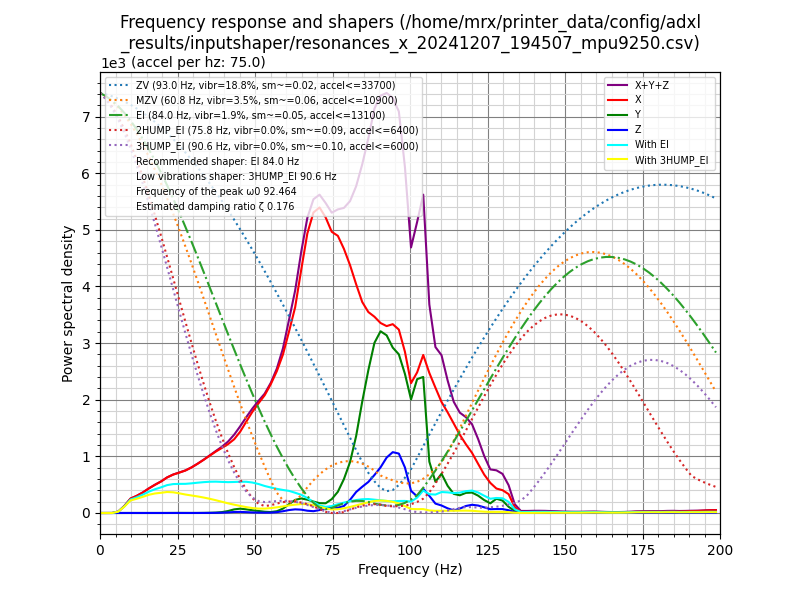 Frequency response and shapers (/home/mrx/printer_data/config/adxl
_results/inputshaper/resonances_x_20241207_194507_mpu9250.csv)
1e3 (accel per Hz: 75.0)
ZV (93.0 Hz, vibr=18.8%, sm~=0.02, accel<=33700)
MZV (60.8 Hz, vibr=3.5%, sm~=0.06, accel<=10900)
EI (84.0 Hz, vibr=1.9%, sm~=0.05, accel<=13100)
2HUMP_EI (75.8 Hz, vibr=0.0%, sm~=0.09, accel<=6400)
3HUMP_EI (90.6 Hz, vibr=0.0%, sm~=0.10, accel<=6000)
Recommended shaper: EI 84.0 Hz
Low vibrations shaper: 3HUMP_EI 90.6 Hz
Frequency of the peak ω0 92.464
Estimated damping ratio ζ 0.176
X+Y+Z
X
Y
Z
With EI
With 3HUMP_EI
7
6
5
4
3
2
1
0
Power spectral density
0 25 50 75 100 125 150 175 200
Frequency (Hz)